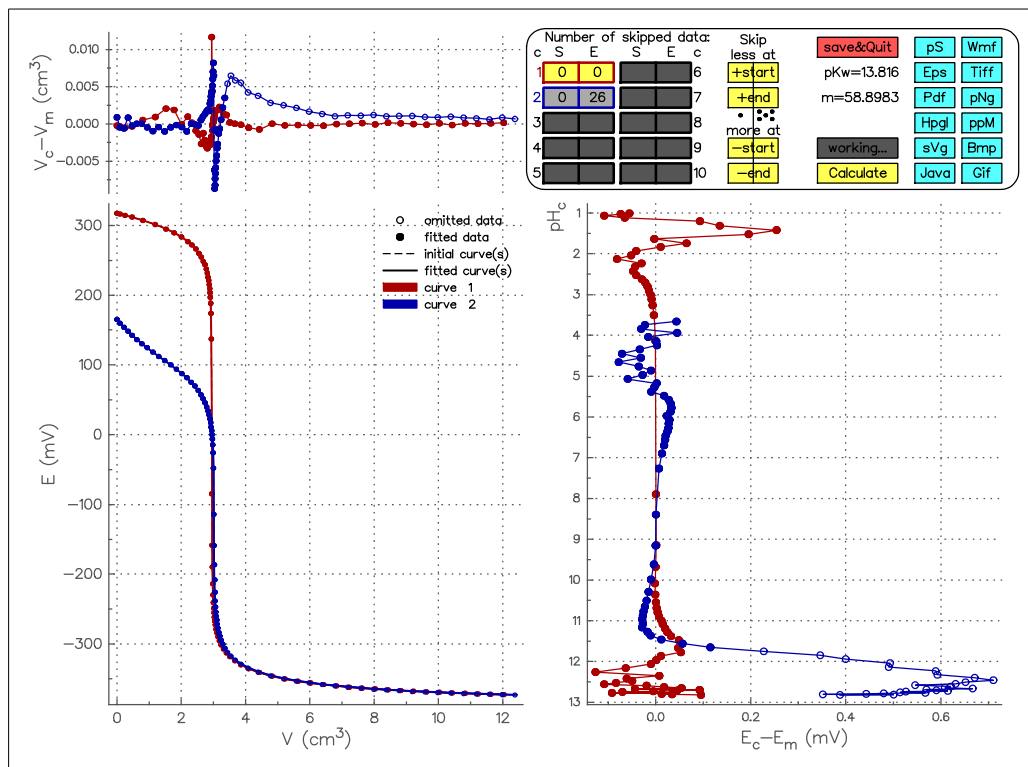 0.010
0.005
0.000
−0.005
V_c−V_m (cm³)
Number of skipped data:
c S E S E c
1 0 0 6
2 0 26 7
3 8
4 9
5 10
Skip
less at
+start
+end
more at
−start
−end
save&Quit
pKw=13.816
m=58.8983
working...
Calculate
pS Wmf
Eps Tiff
Pdf pNg
Hpgl ppM
sVg Bmp
Java Gif
300
200
100
0
−100
−200
−300
E (mV)
omitted data
fitted data
initial curve(s)
fitted curve(s)
curve 1
curve 2
0 2 4 6 8 10 12
V (cm³)
pH_c
1
2
3
4
5
6
7
8
9
10
11
12
13
0.0 0.2 0.4 0.6
E_c−E_m (mV)